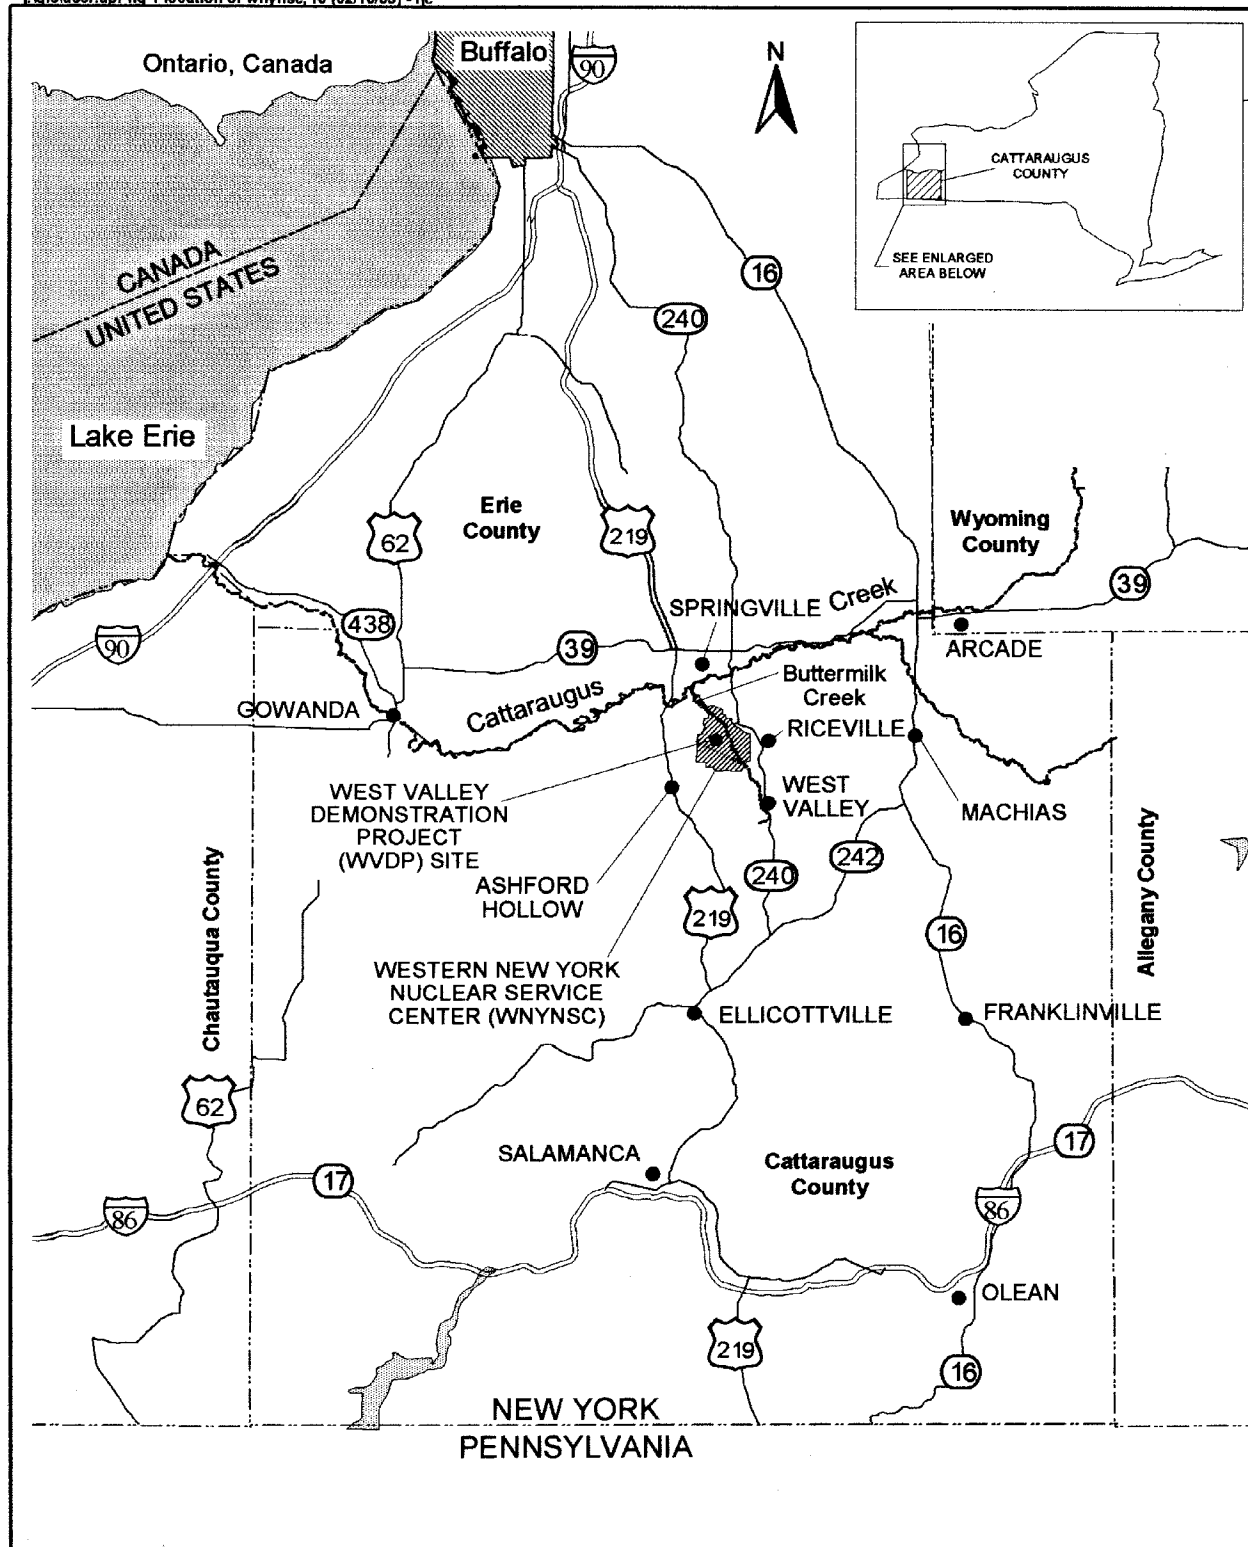 Buffalo
90
Ontario, Canada
N
CATTARAUGUS
COUNTY
SEE ENLARGED
AREA BELOW
16
CANADA
UNITED STATES
240
Lake Erie
Erie
County
62
219
Wyoming
County
39
SPRINGVILLE
Creek
438
90
39
ARCADE
Buttermilk
Creek
Cattaraugus
GOWANDA
RICEVILLE
WEST VALLEY
DEMONSTRATION
PROJECT
(WVDP) SITE
WEST
VALLEY
MACHIAS
242
240
ASHFORD
HOLLOW
219
16
Chautauqua County
Allegany County
WESTERN NEW YORK
NUCLEAR SERVICE
CENTER (WNYNSC)
ELLICOTTVILLE
FRANKLINVILLE
62
17
SALAMANCA
Cattaraugus
County
17
86
86
OLEAN
219
16
NEW YORK
PENNSYLVANIA